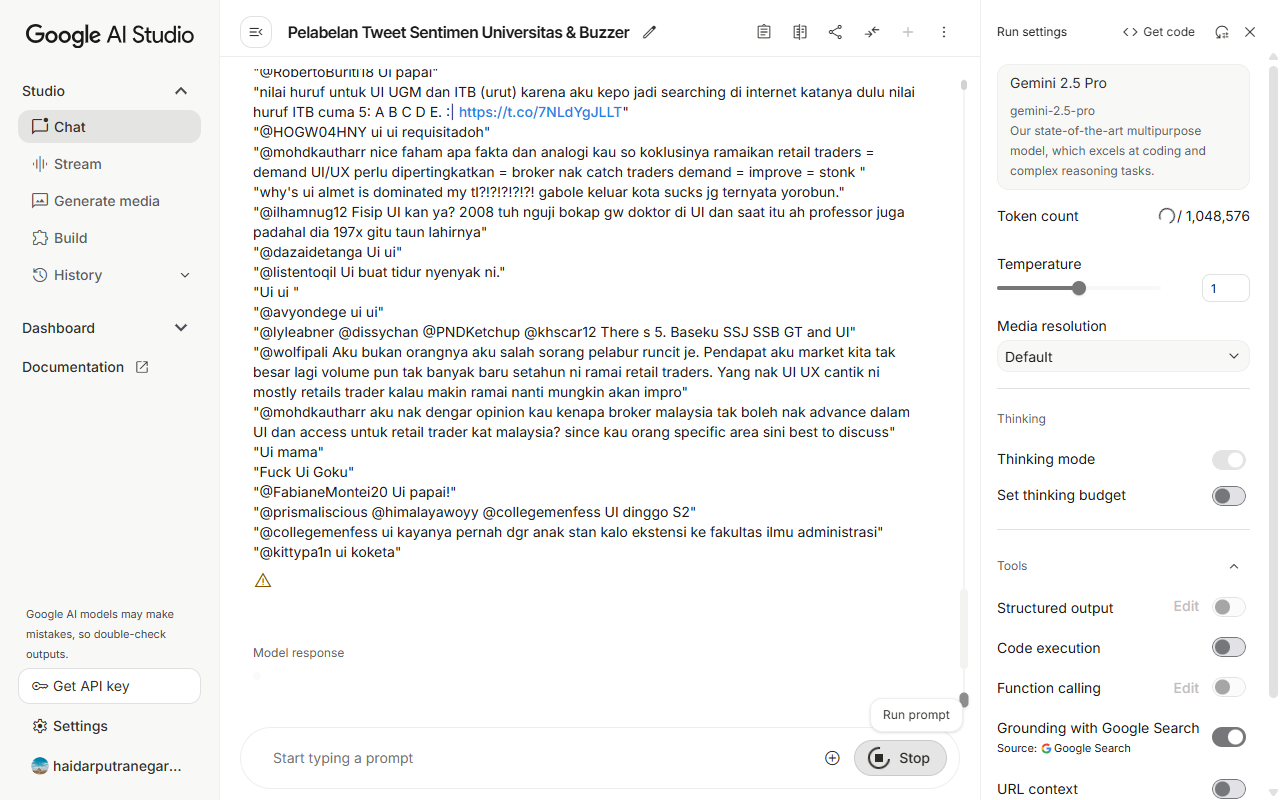 Google AI Studio
Studio
Chat
Stream
Generate media
Build
History
Dashboard
Documentation
Google AI models may make
mistakes, so double-check
outputs.
Get API key
Settings
haidarputranegar...
Pelabelan Tweet Sentimen Universitas & Buzzer
"@RobertoBuriti18 Ui papai"
"nilai huruf untuk UI UGM dan ITB (urut) karena aku kepo jadi searching di internet katanya dulu nilai
huruf ITB cuma 5: A B C D E. :| https://t.co/7NLdYgJLLT"
"@HOGW04HNY ui ui requisitadoh"
"@mohdkautharr nice faham apa fakta dan analogi kau so koklusinya ramaikan retail traders =
demand UI/UX perlu dipertingkatkan = broker nak catch traders demand = improve = stonk "
"why's ui almet is dominated my tl?!?!?!?!?! gabole keluar kota sucks jg ternyata yorobun."
"@ilhamnug12 Fisip UI kan ya? 2008 tuh nguji bokap gw doktor di UI dan saat itu ah professor juga
padahal dia 197x gitu taun lahirnya"
"@dazaidetanga Ui ui"
"@listentoqil Ui buat tidur nyenyak ni."
"Ui ui "
"@avyondege ui ui"
"@lyleabner @dissychan @PNDKetchup @khscar12 There s 5. Baseku SSJ SSB GT and UI"
"@wolfipali Aku bukan orangnya aku salah sorang pelabur runcit je. Pendapat aku market kita tak
besar lagi volume pun tak banyak baru setahun ni ramai retail traders. Yang nak UI UX cantik ni
mostly retails trader kalau makin ramai nanti mungkin akan impro"
"@mohdkautharr aku nak dengar opinion kau kenapa broker malaysia tak boleh nak advance dalam
UI dan access untuk retail trader kat malaysia? since kau orang specific area sini best to discuss"
"Ui mama"
"Fuck Ui Goku"
"@FabianeMontei20 Ui papai!"
"@prismaliscious @himalayawoyy @collegemenfess UI dinggo S2"
"@collegemenfess ui kayanya pernah dgr anak stan kalo ekstensi ke fakultas ilmu administrasi"
"@kittypa1n ui koketa"
Model response
Run prompt
Start typing a prompt
Stop
Run settings
Get code
Gemini 2.5 Pro
gemini-2.5-pro
Our state-of-the-art multipurpose
model, which excels at coding and
complex reasoning tasks.
Token count
/ 1,048,576
Temperature
1
Media resolution
Default
Thinking
Thinking mode
Set thinking budget
Tools
Structured output
Edit
Code execution
Function calling
Edit
Grounding with Google Search
Source: Google Search
URL context